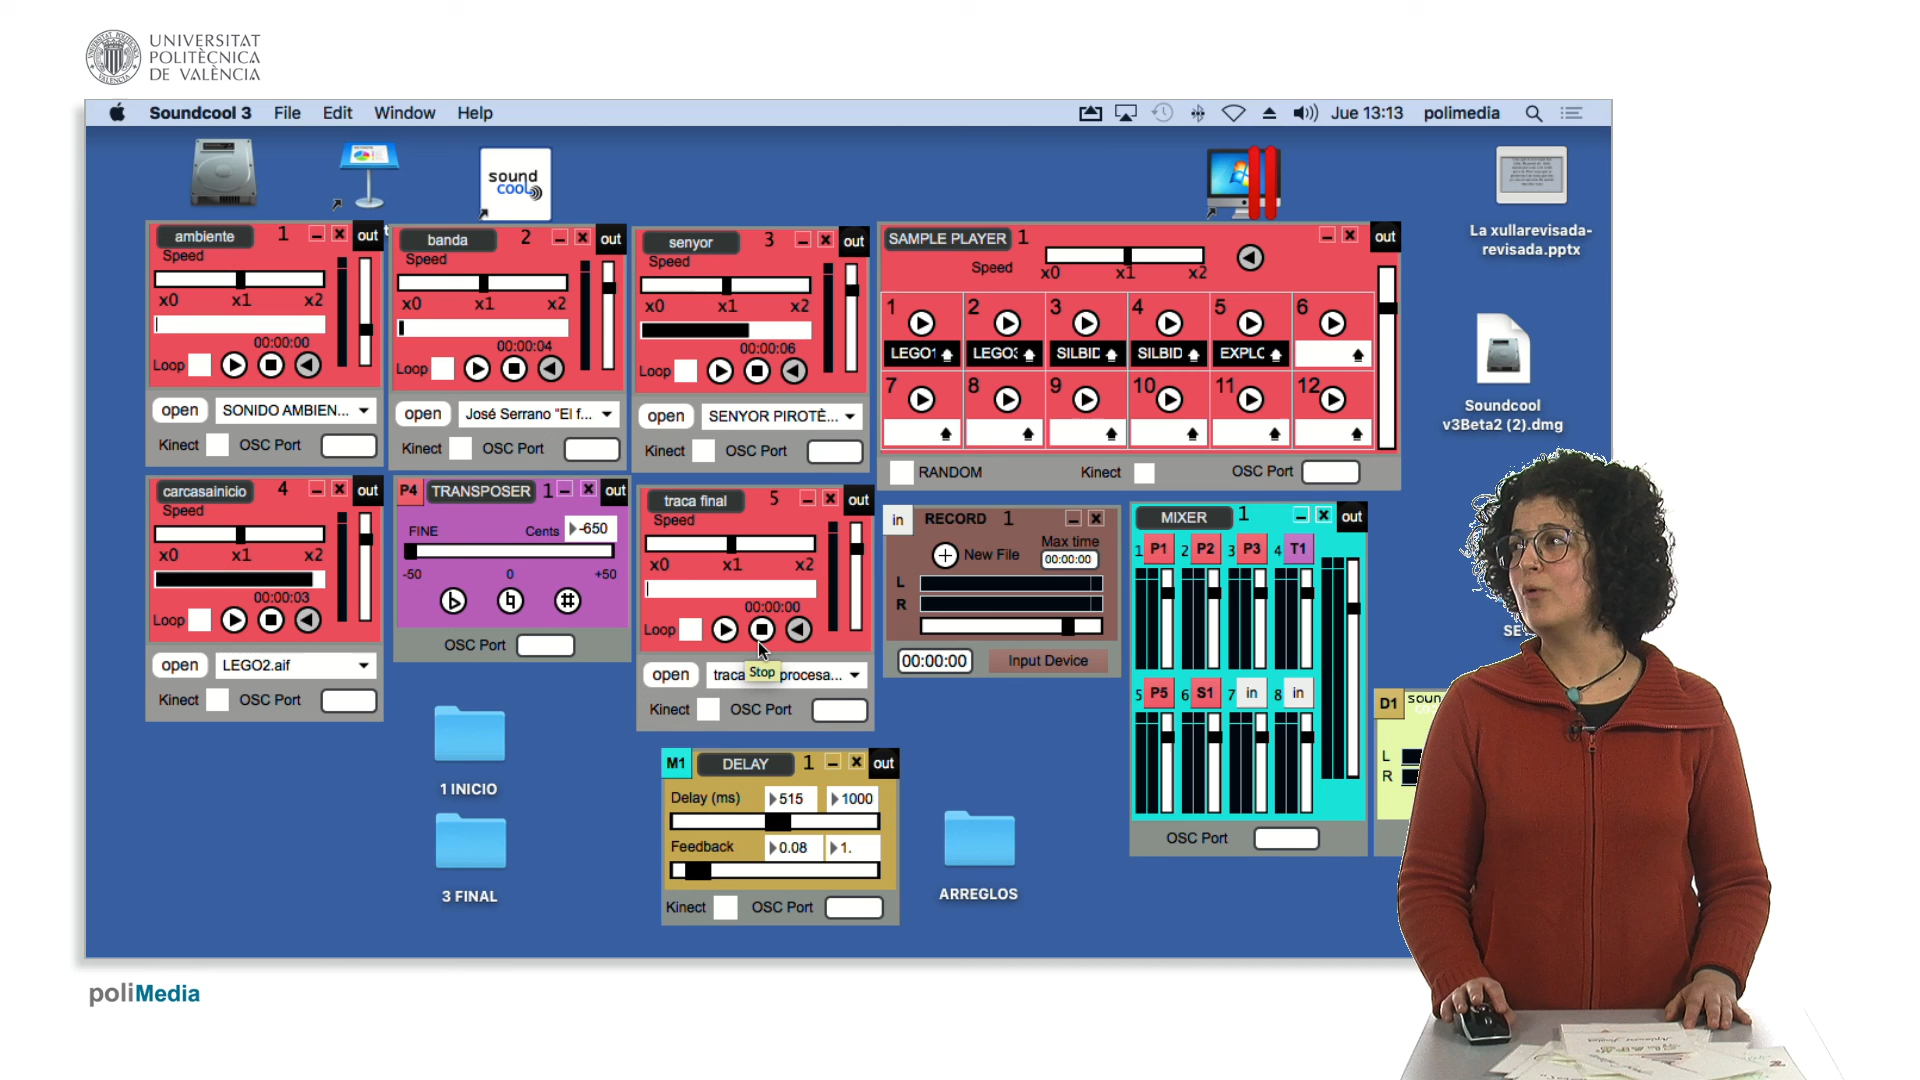 UNIVERSITAT
POLITÈCNICA
DE VALÈNCIA
Soundcool 3 File Edit Window Help
Jue 13:13 polimedia
sound
cool
La xullarevisada-
revisada.pptx
Soundcool
v3Beta2 (2).dmg
ambiente 1 out
Speed
x0 x1 x2
00:00:00
Loop
open SONIDO AMBIEN...
Kinect OSC Port
banda 2 out
Speed
x0 x1 x2
00:00:04
Loop
open José Serrano "El f...
Kinect OSC Port
senyor 3 out
Speed
x0 x1 x2
00:00:06
Loop
open SENYOR PIROTÈ...
Kinect OSC Port
SAMPLE PLAYER 1 out
Speed x0 x1 x2
1 2 3 4 5 6
SILBID SILBID EXPLC
7 8 9 10 11 12
RANDOM Kinect OSC Port
carcasainicio 4 out
Speed
x0 x1 x2
00:00:03
Loop
open LEGO2.aif
Kinect OSC Port
P4 TRANSPOSER 1 out
FINE Cents -650
-50 0 +50
OSC Port
traca final 5 out
Speed
x0 x1 x2
00:00:00
Loop
open traca procesa...
Stop
Kinect OSC Port
in RECORD 1
New File Max time
00:00:00
L
R
00:00:00 Input Device
MIXER 1 out
1 P1 2 P2 3 P3 4 T1
5 P5 6 S1 7 in 8 in
OSC Port
D1 soun
L
R
SE
M1 DELAY 1 out
Delay (ms) 515 1000
Feedback 0.08 1.
Kinect OSC Port
1 INICIO
3 FINAL
ARREGLOS
poliMedia